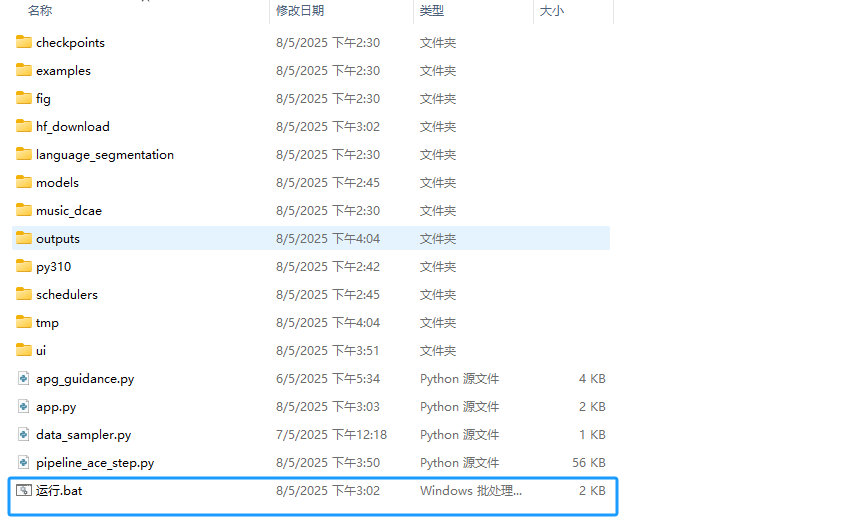 名称 修改日期 类型 大小
checkpoints 8/5/2025 下午2:30 文件夹
examples 8/5/2025 下午2:30 文件夹
fig 8/5/2025 下午2:30 文件夹
hf_download 8/5/2025 下午3:02 文件夹
language_segmentation 8/5/2025 下午2:30 文件夹
models 8/5/2025 下午2:45 文件夹
music_dcae 8/5/2025 下午2:30 文件夹
outputs 8/5/2025 下午4:04 文件夹
py310 8/5/2025 下午2:42 文件夹
schedulers 8/5/2025 下午2:45 文件夹
tmp 8/5/2025 下午4:04 文件夹
ui 8/5/2025 下午3:51 文件夹
apg_guidance.py 6/5/2025 下午5:34 Python 源文件 4 KB
app.py 8/5/2025 下午3:03 Python 源文件 2 KB
data_sampler.py 7/5/2025 下午12:18 Python 源文件 1 KB
pipeline_ace_step.py 8/5/2025 下午3:50 Python 源文件 56 KB
运行.bat 8/5/2025 下午3:02 Windows 批处理... 2 KB